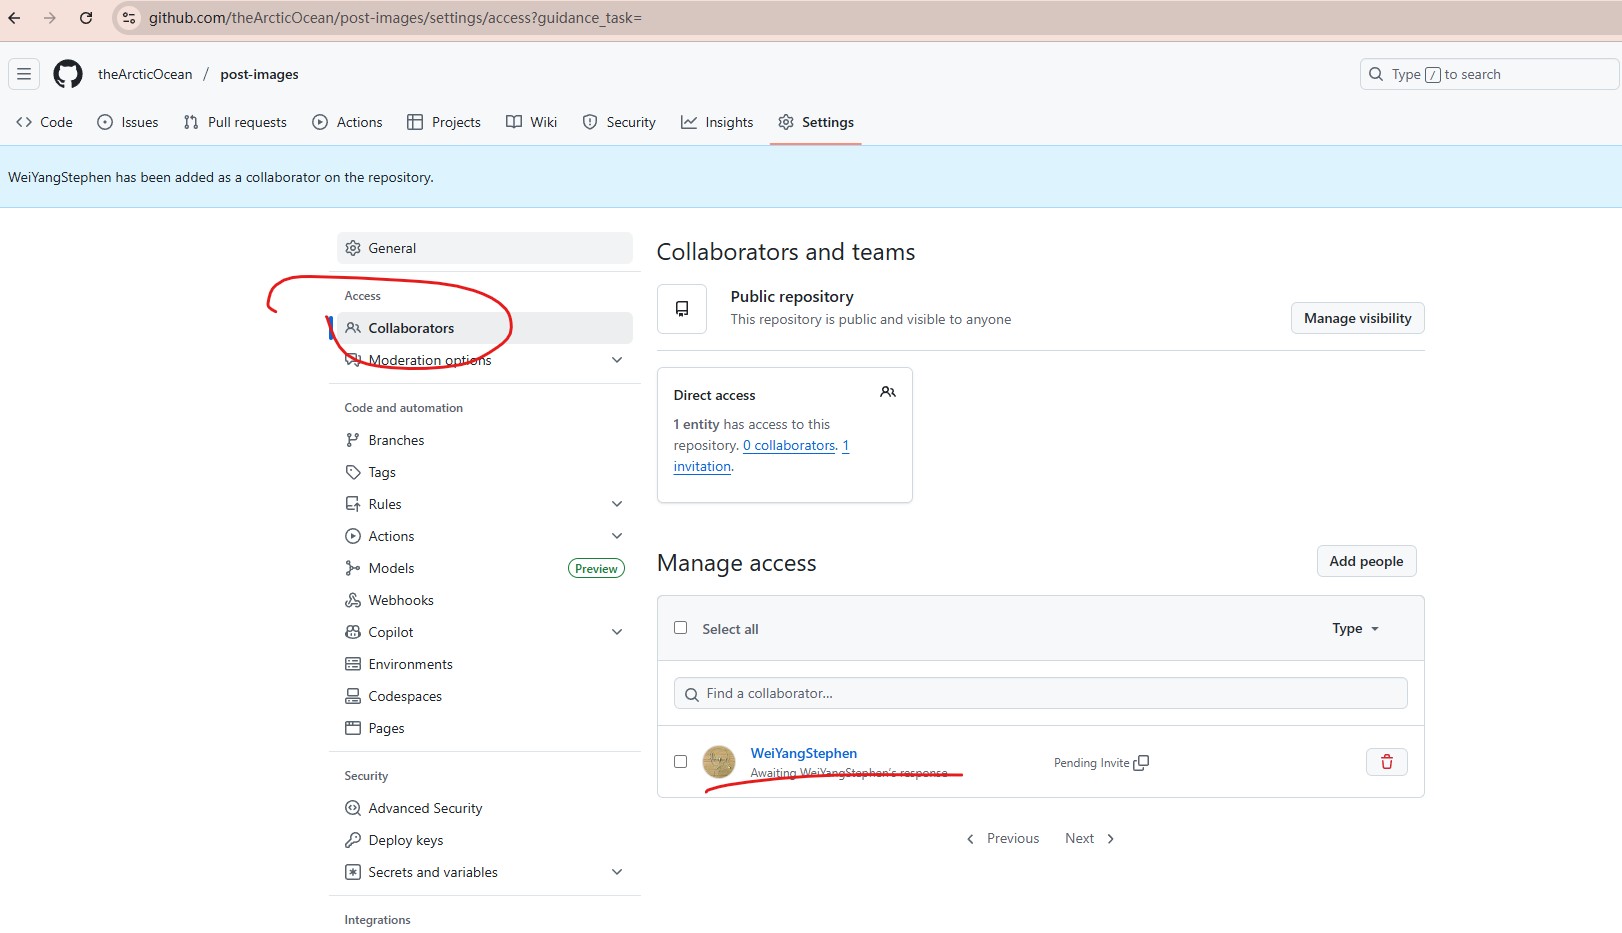 github.com/theArcticOcean/post-images/settings/access?guidance_task=
theArcticOcean / post-images
Type / to search
Code Issues Pull requests Actions Projects Wiki Security Insights Settings
WeiYangStephen has been added as a collaborator on the repository.
General
Access
Collaborators
Moderation options
Code and automation
Branches
Tags
Rules
Actions
Models Preview
Webhooks
Copilot
Environments
Codespaces
Pages
Security
Advanced Security
Deploy keys
Secrets and variables
Integrations
Collaborators and teams
Public repository
This repository is public and visible to anyone
Manage visibility
Direct access
1 entity has access to this
repository. 0 collaborators. 1
invitation.
Manage access
Add people
Select all
Type
Find a collaborator...
WeiYangStephen
Awaiting WeiYangStephen's response
Pending Invite
Previous Next